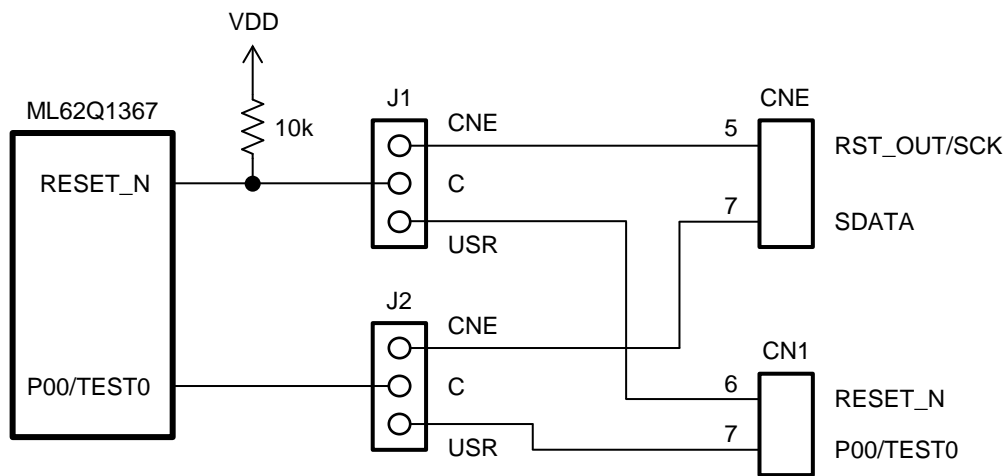 VDD
ML62Q1367
10k
RESET_N
P00/TEST0
J1
CNE
C
USR
J2
CNE
C
USR
CNE
5
RST_OUT/SCK
7
SDATA
CN1
6
RESET_N
7
P00/TEST0